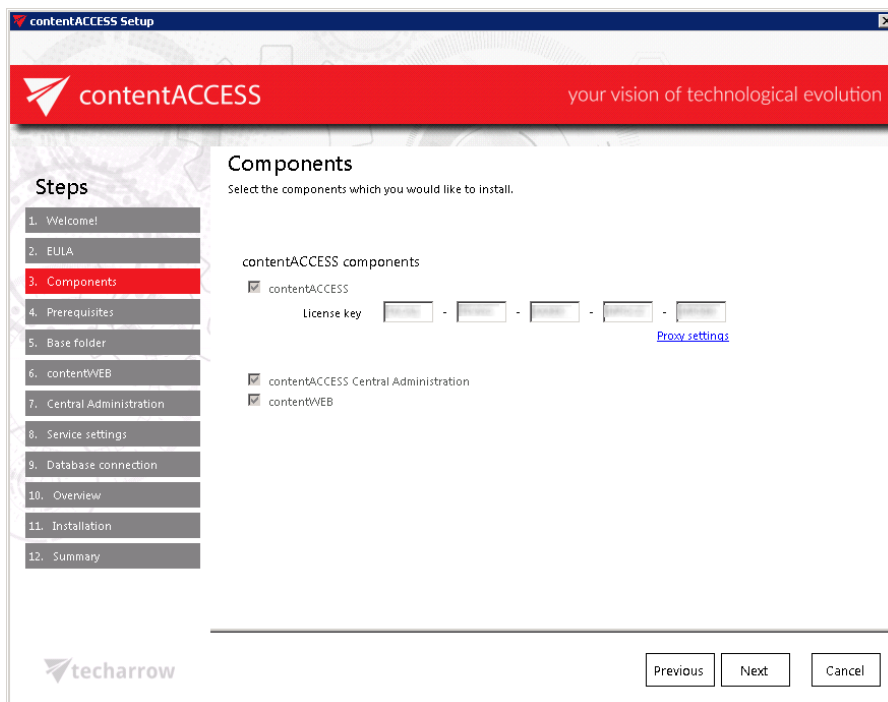 contentACCESS Setup
contentACCESS
your vision of technological evolution
Steps
1. Welcome!
2. EULA
3. Components
4. Prerequisites
5. Base folder
6. contentWEB
7. Central Administration
8. Service settings
9. Database connection
10. Overview
11. Installation
12. Summary
Components
Select the components which you would like to install.
contentACCESS components
contentACCESS
License key - - - -
Proxy settings
contentACCESS Central Administration
contentWEB
techarrow
Previous Next Cancel